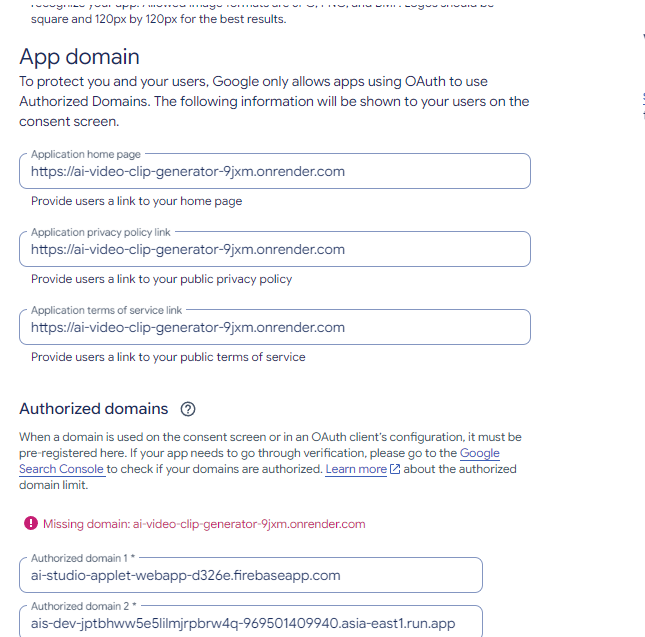 square and 120px by 120px for the best results.
App domain
To protect you and your users, Google only allows apps using OAuth to use
Authorized Domains. The following information will be shown to your users on the
consent screen.
Application home page
https://ai-video-clip-generator-9jxm.onrender.com
Provide users a link to your home page
Application privacy policy link
https://ai-video-clip-generator-9jxm.onrender.com
Provide users a link to your public privacy policy
Application terms of service link
https://ai-video-clip-generator-9jxm.onrender.com
Provide users a link to your public terms of service
Authorized domains
When a domain is used on the consent screen or in an OAuth client's configuration, it must be
pre-registered here. If your app needs to go through verification, please go to the Google
Search Console to check if your domains are authorized. Learn more about the authorized
domain limit.
Missing domain: ai-video-clip-generator-9jxm.onrender.com
Authorized domain 1 *
ai-studio-applet-webapp-d326e.firebaseapp.com
Authorized domain 2 *
ais-dev-jptbhww5e5lilmjrpbrw4q-969501409940.asia-east1.run.app